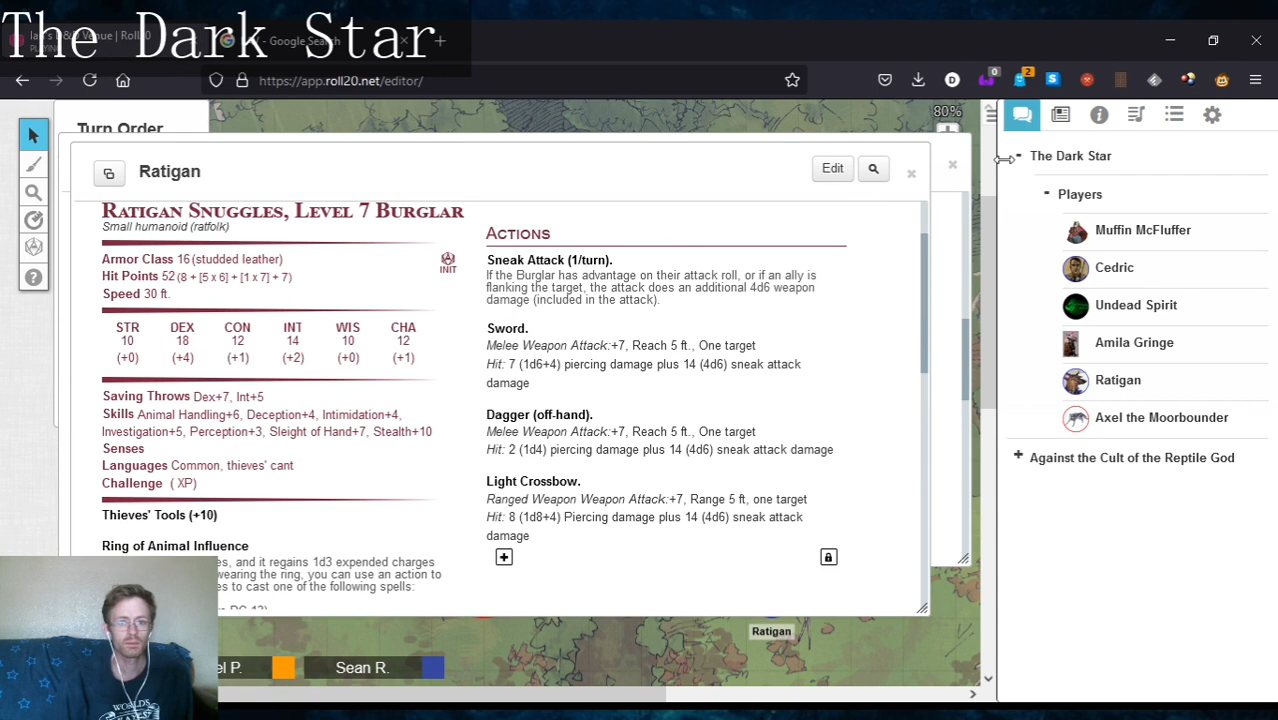 The Dark Star
D&D Venue | Roll20
- Google Search
https://app.roll20.net/editor/
0
2
Turn Order
80%
Ratigan
Edit
Ratigan Snuggles, Level 7 Burglar
Small humanoid (ratfolk)
Armor Class 16 (studded leather)
Hit Points 52 (8 + [5 x 6] + [1 x 7] + 7)
Speed 30 ft.
INIT
STR DEX CON INT WIS CHA
10 18 12 14 10 12
(+0) (+4) (+1) (+2) (+0) (+1)
Saving Throws Dex+7, Int+5
Skills Animal Handling+6, Deception+4, Intimidation+4,
Investigation+5, Perception+3, Sleight of Hand+7, Stealth+10
Senses
Languages Common, thieves' cant
Challenge ( XP)
Thieves' Tools (+10)
Ring of Animal Influence
es, and it regains 1d3 expended charges
wearing the ring, you can use an action to
es to cast one of the following spells:
Actions
Sneak Attack (1/turn).
If the Burglar has advantage on their attack roll, or if an ally is
flanking the target, the attack does an additional 4d6 weapon
damage (included in the attack).
Sword.
Melee Weapon Attack:+7, Reach 5 ft., One target
Hit: 7 (1d6+4) piercing damage plus 14 (4d6) sneak attack
damage
Dagger (off-hand).
Melee Weapon Attack:+7, Reach 5 ft., One target
Hit: 2 (1d4) piercing damage plus 14 (4d6) sneak attack damage
Light Crossbow.
Ranged Weapon Weapon Attack:+7, Range 5 ft, one target
Hit: 8 (1d8+4) Piercing damage plus 14 (4d6) sneak attack
damage
Ratigan
el P.
Sean R.
The Dark Star
Players
Muffin McFluffer
Cedric
Undead Spirit
Amila Gringe
Ratigan
Axel the Moorbounder
Against the Cult of the Reptile God